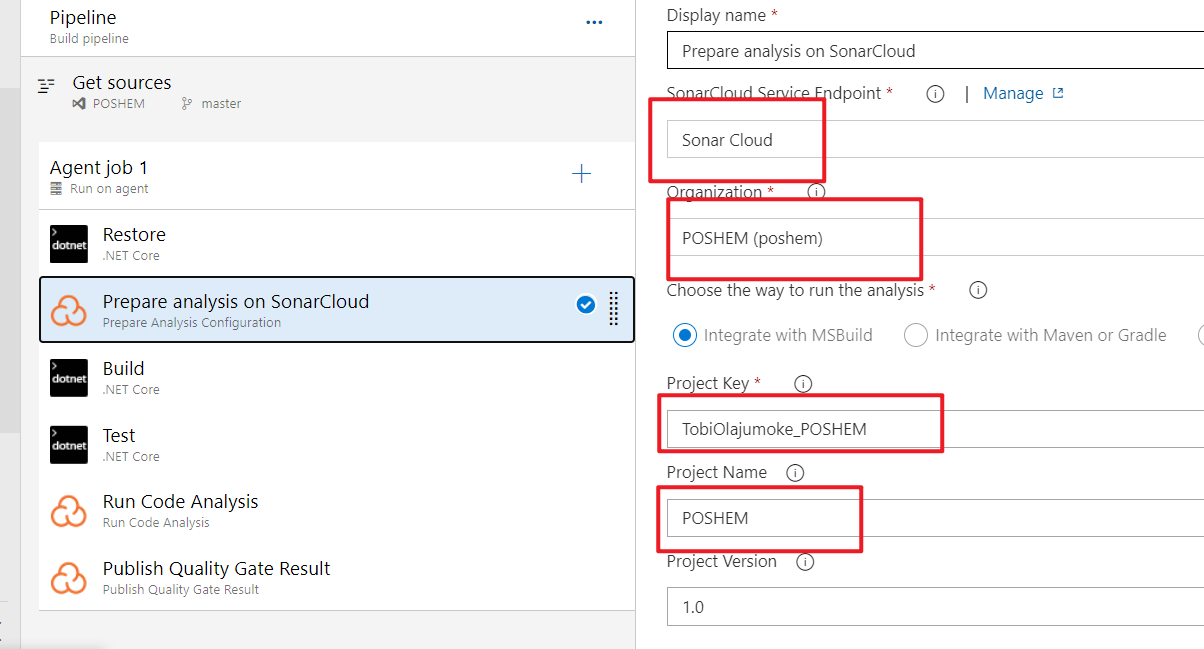 Pipeline
Build pipeline
Get sources
POSHEM master
Agent job 1
Run on agent
dotnet
Restore
.NET Core
Prepare analysis on SonarCloud
Prepare Analysis Configuration
dotnet
Build
.NET Core
dotnet
Test
.NET Core
Run Code Analysis
Run Code Analysis
Publish Quality Gate Result
Publish Quality Gate Result
Display name *
Prepare analysis on SonarCloud
SonarCloud Service Endpoint * | Manage
Sonar Cloud
Organization *
POSHEM (poshem)
Choose the way to run the analysis *
Integrate with MSBuild Integrate with Maven or Gradle
Project Key *
TobiOlajumoke_POSHEM
Project Name
POSHEM
Project Version
1.0